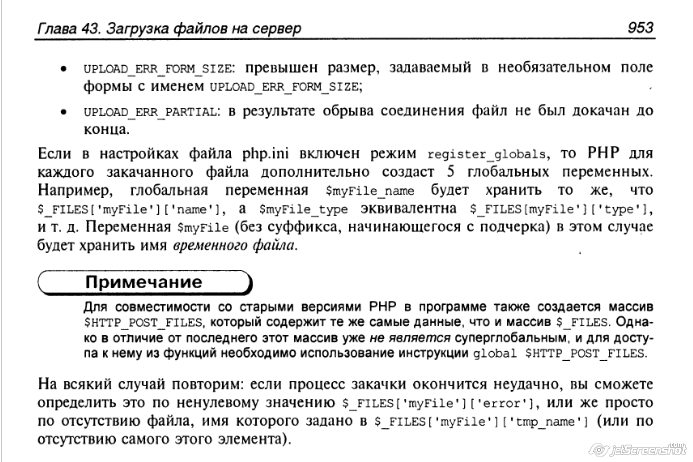 Глава 43. Загрузка файлов на сервер 953
• UPLOAD_ERR_FORM_SIZE: превышен размер, задаваемый в необязательном поле
формы с именем UPLOAD_ERR_FORM_SIZE;
• UPLOAD_ERR_PARTIAL: в результате обрыва соединения файл не был докачан до
конца.
Если в настройках файла php.ini включен режим register_globals, то PHP для
каждого закачанного файла дополнительно создаст 5 глобальных переменных.
Например, глобальная переменная $myFile_name будет хранить то же, что
$_FILES['myFile']['name'], а $myFile_type эквивалентна $_FILES[myFile']['type'],
и т. д. Переменная $myFile (без суффикса, начинающегося с подчерка) в этом случае
будет хранить имя временного файла.
Примечание
Для совместимости со старыми версиями PHP в программе также создается массив
$HTTP_POST_FILES, который содержит те же самые данные, что и массив $_FILES. Одна-
ко в отличие от последнего этот массив уже не является суперглобальным, и для досту-
па к нему из функций необходимо использование инструкции global $HTTP_POST_FILES.
На всякий случай повторим: если процесс закачки окончится неудачно, вы сможете
определить это по ненулевому значению $_FILES['myFile']['error'], или же просто
по отсутствию файла, имя которого задано в $_FILES['myFile']['tmp_name'] (или по
отсутствию самого этого элемента).
jetScreenshot